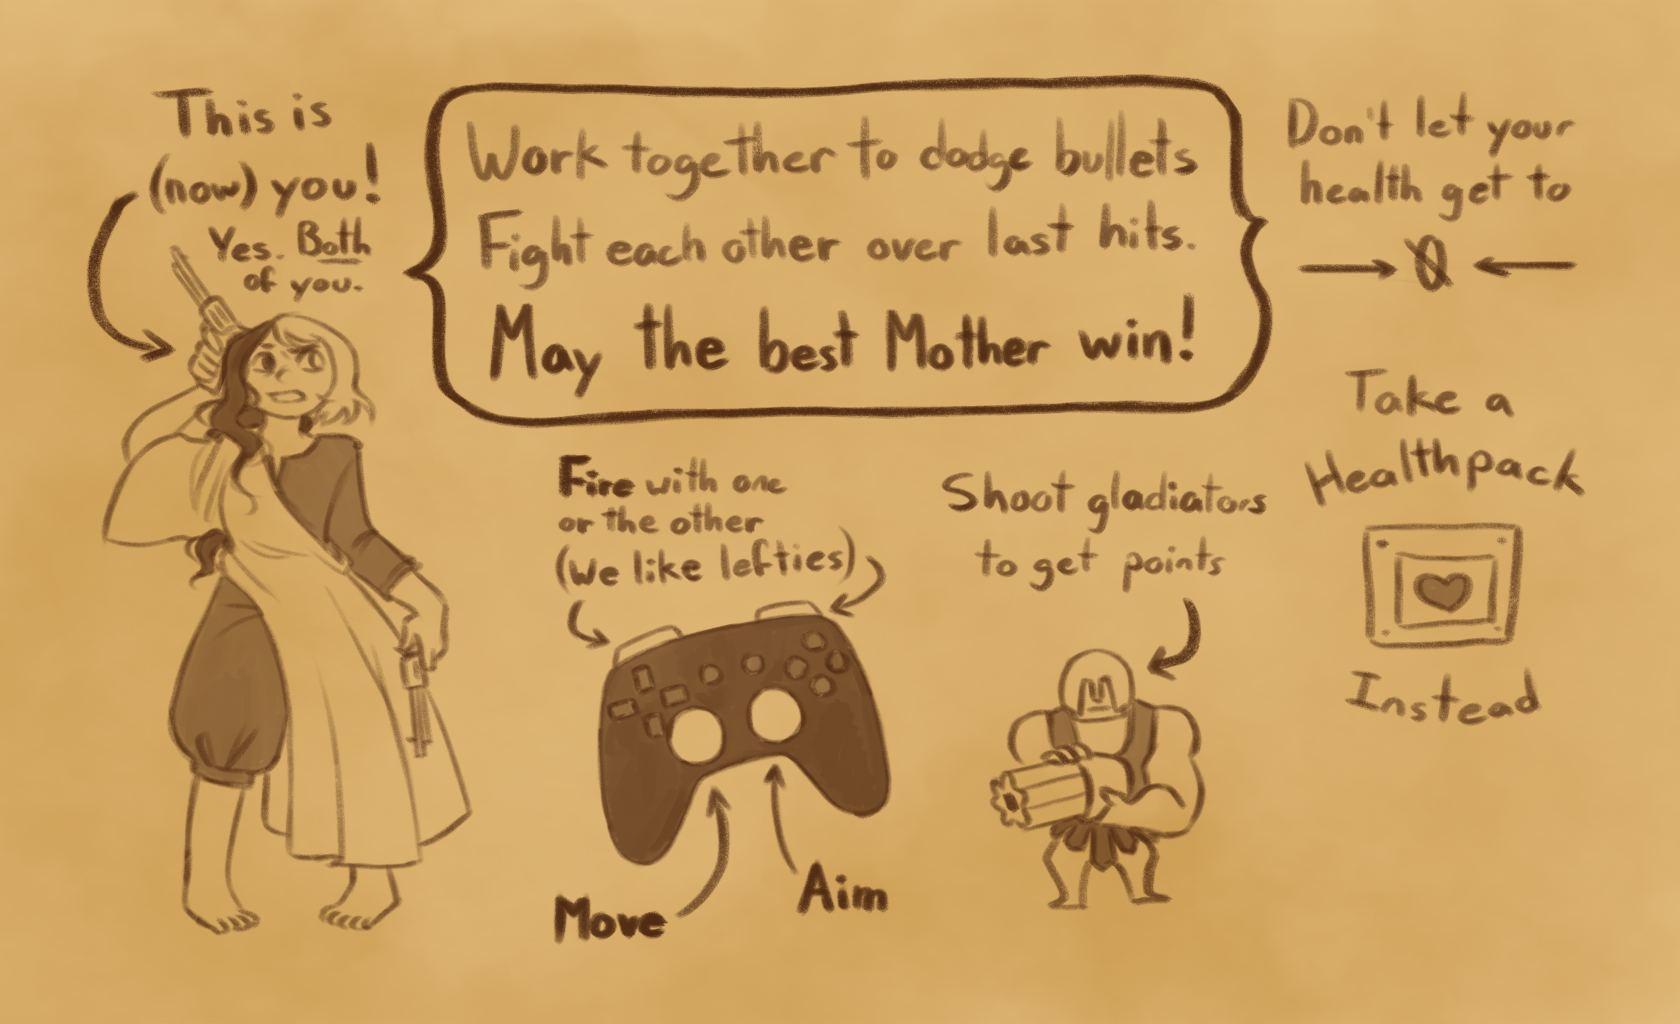 This is
(now) you!
Yes. Both
of you.
Work together to dodge bullets
Fight each other over last hits.
May the best Mother win!
Don't let your
health get to
0
Take a
Healthpack
Instead
Fire with one
or the other
(we like lefties)
Move
Aim
Shoot gladiators
to get points